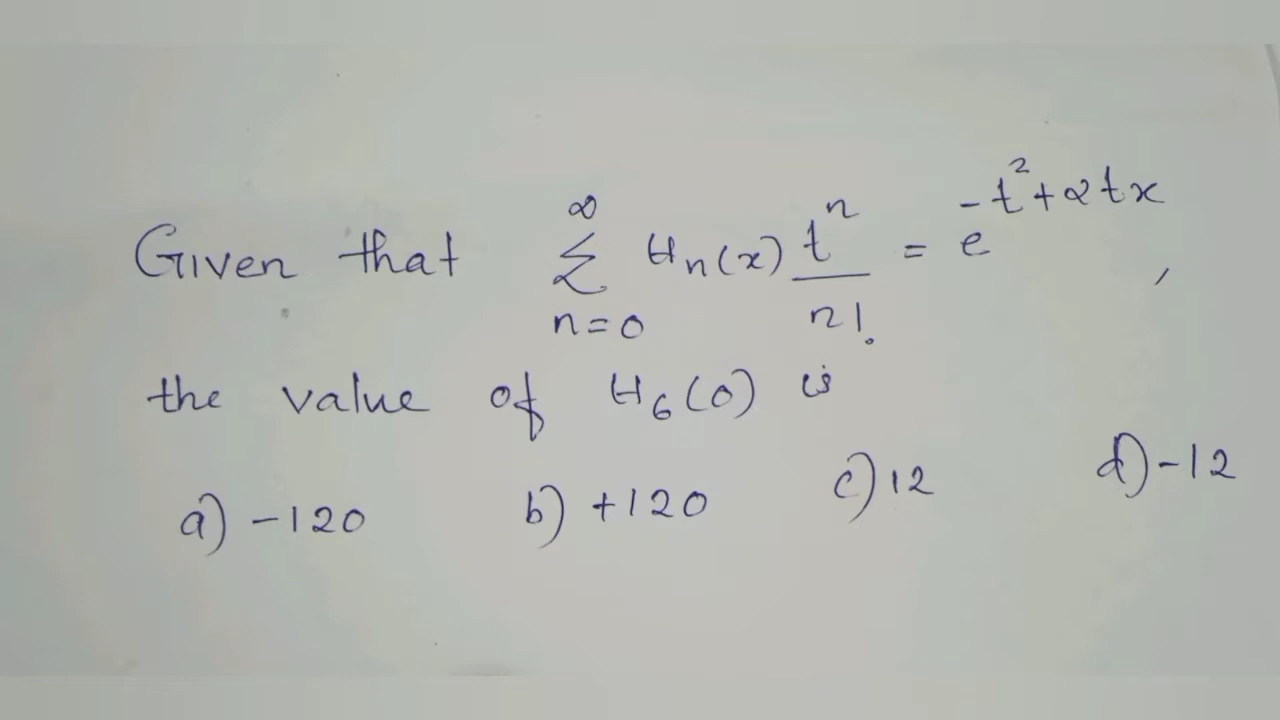 Given that ∞∑n=0 Hn(x) t^n/n! = e^(-t²+2tx),
the value of H6(0) is
a) -120 b) +120 c) 12 d) -12